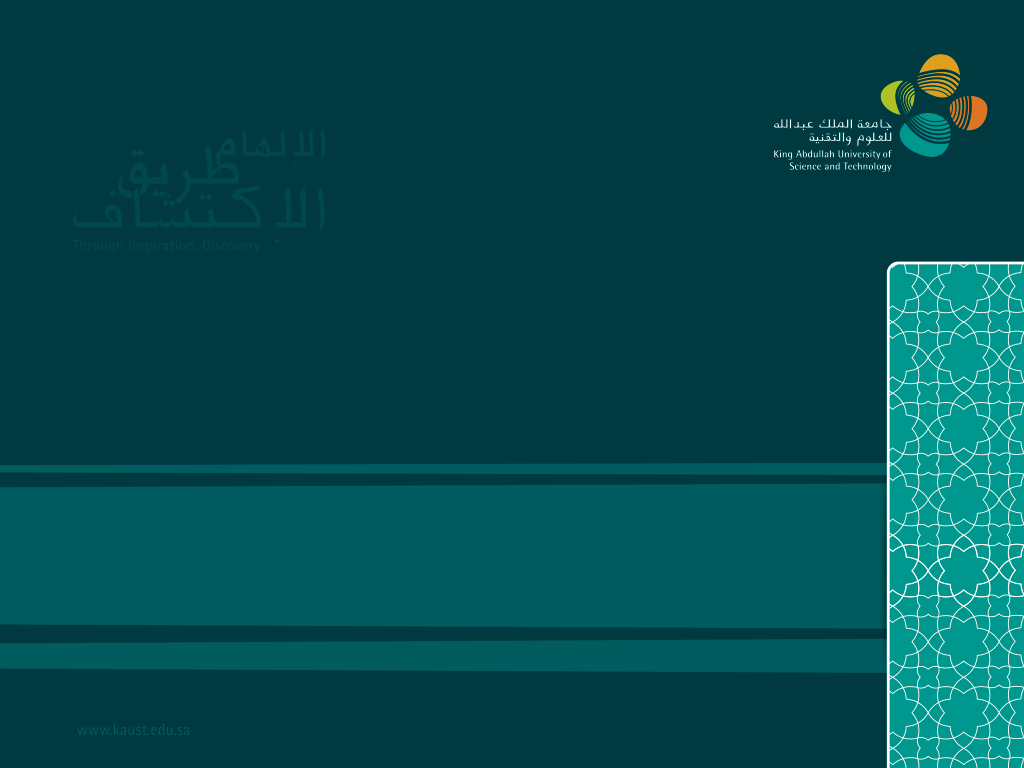 الإلهام
طريق
الإكتشاف
Through Inspiration, Discovery
جامعة الملك عبدالله
للعلوم والتقنية
King Abdullah University of
Science and Technology
www.kaust.edu.sa